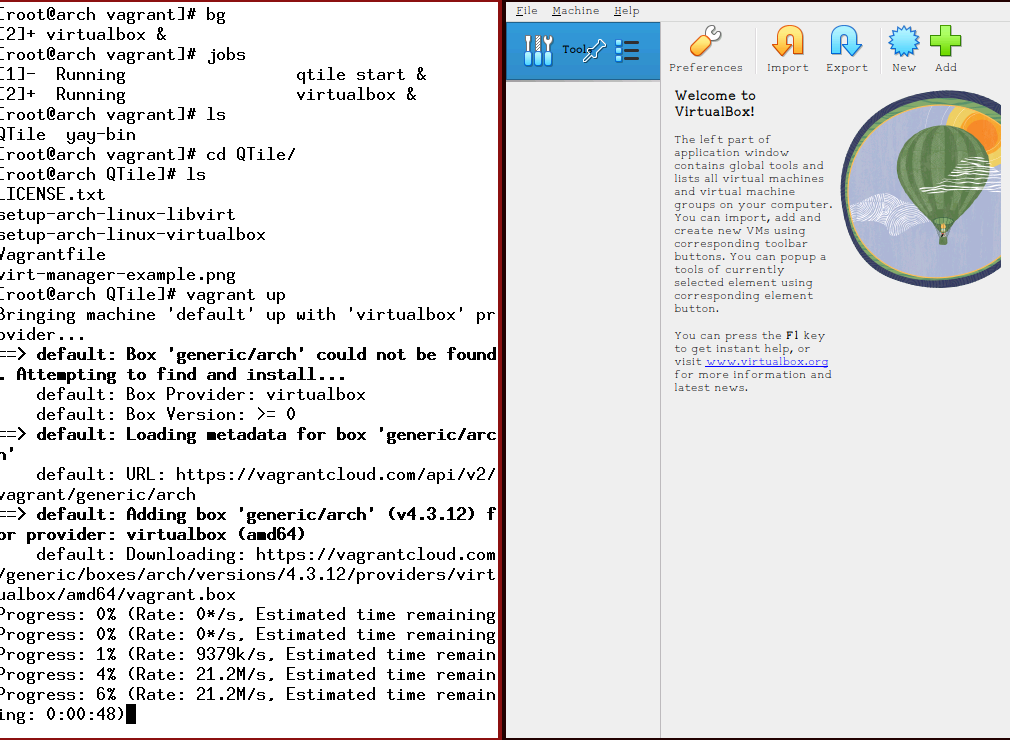 [root@arch vagrant]# bg
[2]+ virtualbox &
[root@arch vagrant]# jobs
[1]-  Running                 qtile start &
[2]+  Running                 virtualbox &
[root@arch vagrant]# ls
QTile  yay-bin
[root@arch vagrant]# cd QTile/
[root@arch QTile]# ls
LICENSE.txt
setup-arch-linux-libvirt
setup-arch-linux-virtualbox
Vagrantfile
virt-manager-example.png
[root@arch QTile]# vagrant up
Bringing machine 'default' up with 'virtualbox' pr
ovider...
==> default: Box 'generic/arch' could not be found
. Attempting to find and install...
    default: Box Provider: virtualbox
    default: Box Version: >= 0
==> default: Loading metadata for box 'generic/arc
h'
    default: URL: https://vagrantcloud.com/api/v2/
vagrant/generic/arch
==> default: Adding box 'generic/arch' (v4.3.12) f
or provider: virtualbox (amd64)
    default: Downloading: https://vagrantcloud.com
/generic/boxes/arch/versions/4.3.12/providers/virt
ualbox/amd64/vagrant.box
Progress: 0% (Rate: 0*/s, Estimated time remaining
Progress: 0% (Rate: 0*/s, Estimated time remaining
Progress: 1% (Rate: 9379k/s, Estimated time remain
Progress: 4% (Rate: 21.2M/s, Estimated time remain
Progress: 6% (Rate: 21.2M/s, Estimated time remain
ing: 0:00:48)
File Machine Help
Tools
Preferences Import Export New Add
Welcome to
VirtualBox!
The left part of
application window
contains global tools and
lists all virtual machines
and virtual machine
groups on your computer.
You can import, add and
create new VMs using
corresponding toolbar
buttons. You can popup a
tools of currently
selected element using
corresponding element
button.
You can press the F1 key
to get instant help, or
visit www.virtualbox.org
for more information and
latest news.